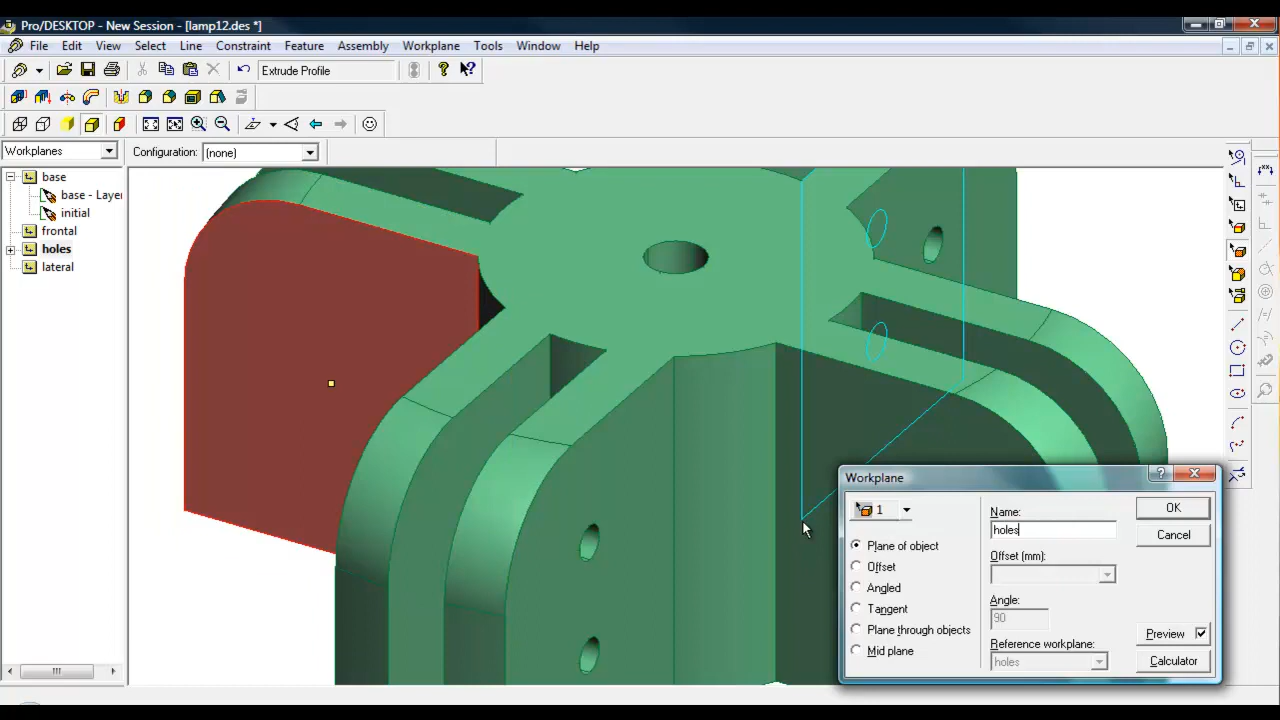 Pro/DESKTOP - New Session - [lamp12.des *]
File Edit View Select Line Constraint Feature Assembly Workplane Tools Window Help
Extrude Profile
Workplanes
Configuration: (none)
base
base - Layer
initial
frontal
holes
lateral
Workplane
1
Name:
holes
OK
Plane of object
Cancel
Offset
Offset (mm):
Angled
Angle:
Tangent
90
Plane through objects
Preview
Mid plane
Reference workplane:
holes
Calculator